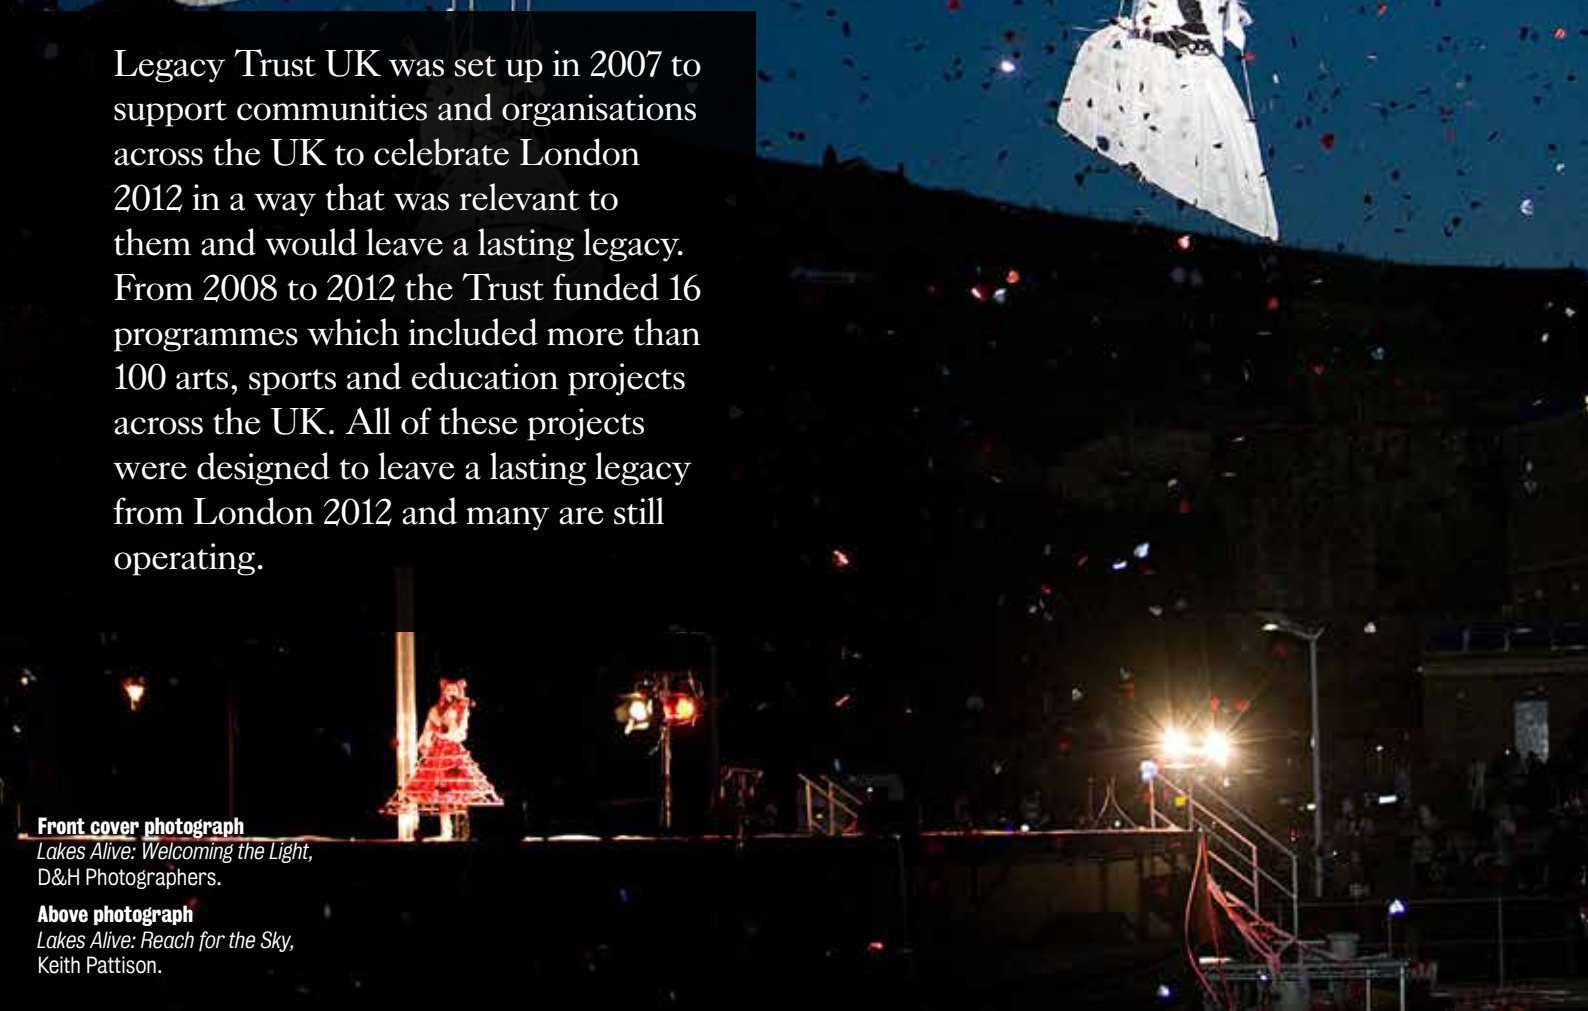 Legacy Trust UK was set up in 2007 to
support communities and organisations
across the UK to celebrate London
2012 in a way that was relevant to
them and would leave a lasting legacy.
From 2008 to 2012 the Trust funded 16
programmes which included more than
100 arts, sports and education projects
across the UK. All of these projects
were designed to leave a lasting legacy
from London 2012 and many are still
operating.
Front cover photograph
Lakes Alive: Welcoming the Light,
D&H Photographers.
Above photograph
Lakes Alive: Reach for the Sky,
Keith Pattison.